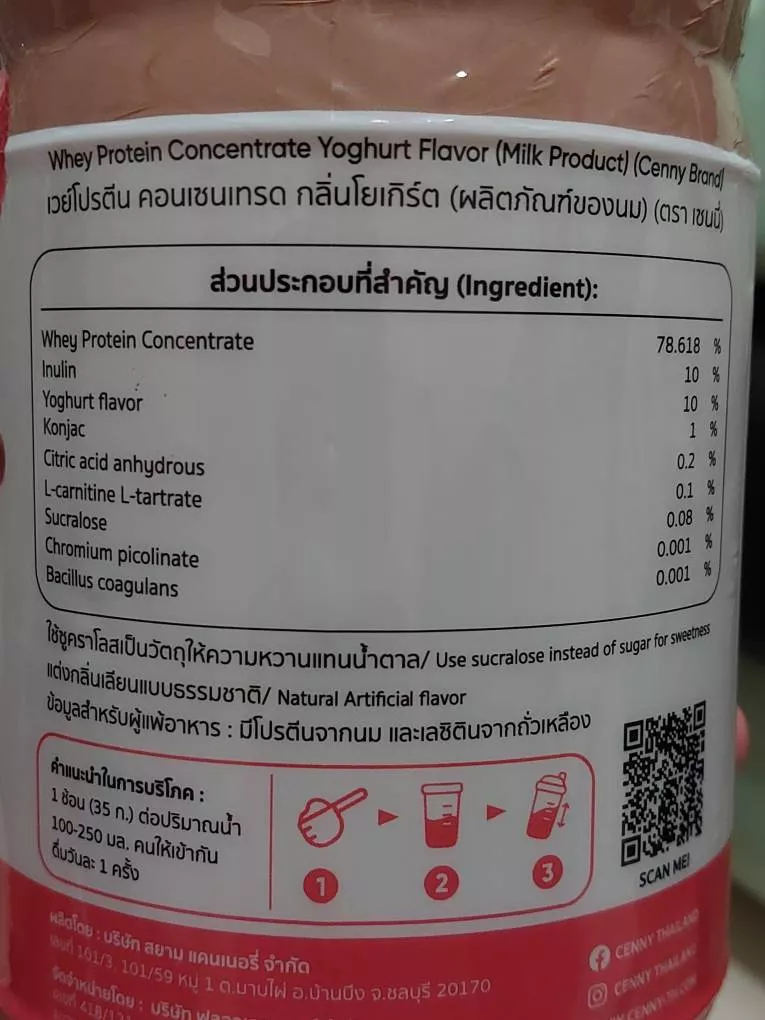 Whey Protein Concentrate Yoghurt Flavor (Milk Product) (Cenny Brand)
เวย์โปรตีน คอนเซนเทรด กลิ่นโยเกิร์ต (ผลิตภัณฑ์ของนม) (ตรา เซนนี่)
ส่วนประกอบที่สำคัญ (Ingredient):
Whey Protein Concentrate 78.618 %
Inulin 10 %
Yoghurt flavor 10 %
Konjac 1 %
Citric acid anhydrous 0.2 %
L-carnitine L-tartrate 0.1 %
Sucralose 0.08 %
Chromium picolinate 0.001 %
Bacillus coagulans 0.001 %
ใช้ซูคราโลสเป็นวัตถุให้ความหวานแทนน้ำตาล/ Use sucralose instead of sugar for sweetness
แต่งกลิ่นเลียนแบบธรรมชาติ/ Natural Artificial flavor
ข้อมูลสำหรับผู้แพ้อาหาร : มีโปรตีนจากนม และเลซิตินจากถั่วเหลือง
คำแนะนำในการบริโภค :
1 ช้อน (35 ก.) ต่อปริมาณน้ำ
100-250 มล. คนให้เข้ากัน
ดื่มวันละ 1 ครั้ง
1 2 3
SCAN ME!
ผลิตโดย : บริษัท สยาม แคนเนอรี่ จำกัด
เลขที่ 101/3, 101/59 หมู่ 1 ต.มาบไผ่ อ.บ้านบึง จ.ชลบุรี 20170
จัดจำหน่ายโดย : บริษัท
CENNY THAILAND
CENNY THAILAND